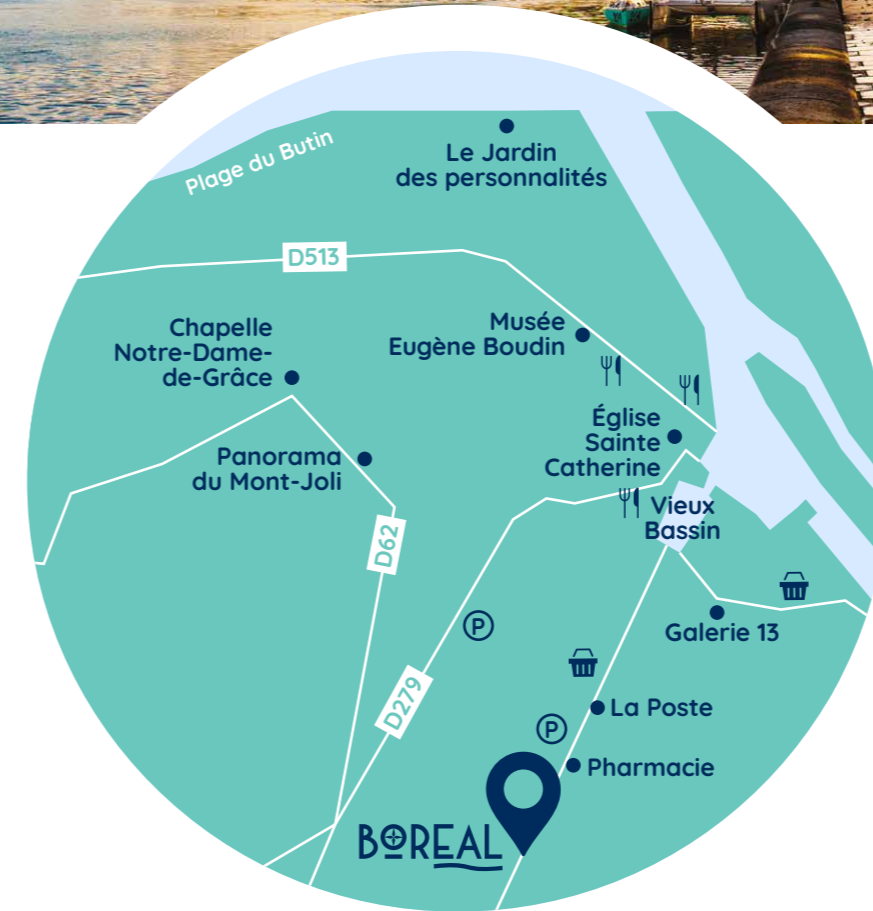 Plage du Butin
Le Jardin
des personnalités
D513
Musée
Eugène Boudin
Chapelle
Notre-Dame-
de-Grâce
Église
Sainte
Catherine
Panorama
du Mont-Joli
Vieux
Bassin
D62
P
Galerie 13
D279
La Poste
P
Pharmacie
BOREAL